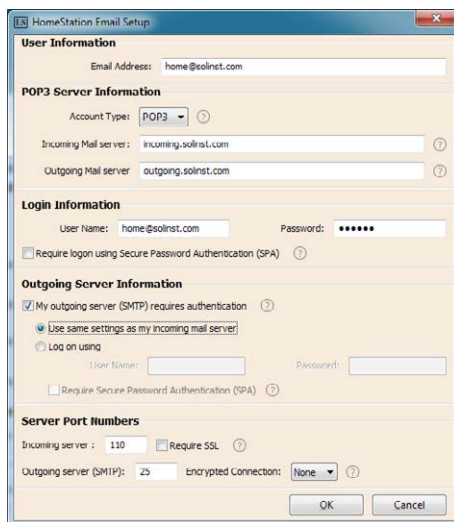 LS HomeStation Email Setup
User Information
Email Address: home@solinst.com
POP3 Server Information
Account Type: POP3 ?
Incoming Mail server: incoming.solinst.com ?
Outgoing Mail server outgoing.solinst.com ?
Login Information
User Name: home@solinst.com Password: ••••••
Require logon using Secure Password Authentication (SPA) ?
Outgoing Server Information
My outgoing server (SMTP) requires authentication ?
Use same settings as my incoming mail server
Log on using
User Name: Password:
Require Secure Password Authentication (SPA) ?
Server Port Numbers
Incoming server : 110 Require SSL ?
Outgoing server (SMTP): 25 Encrypted Connection: None ?
OK Cancel